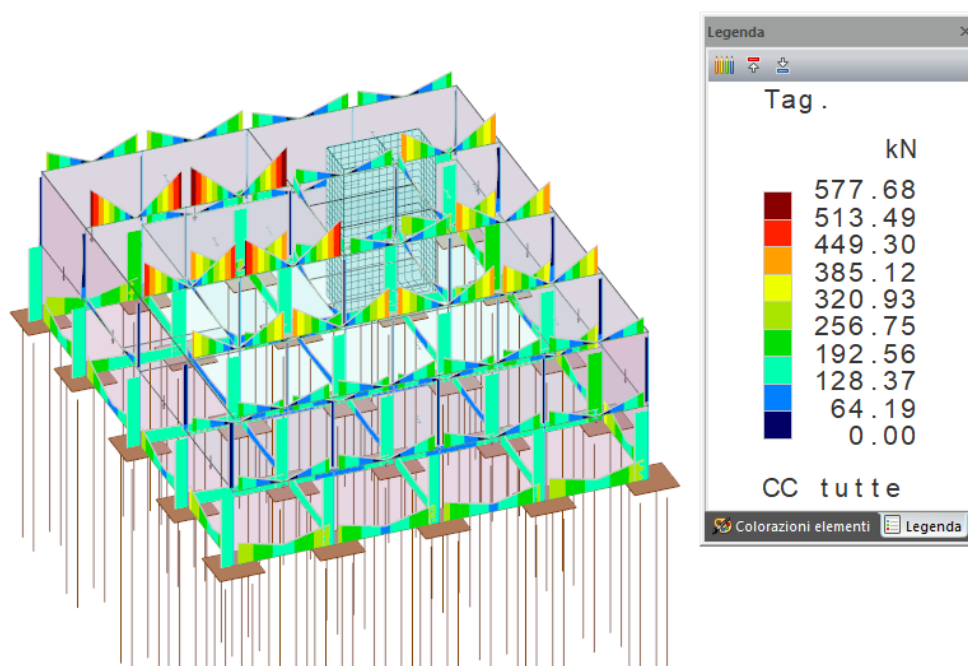 Legenda
Tag.
kN
577.68
513.49
449.30
385.12
320.93
256.75
192.56
128.37
64.19
0.00
CC tutte
Colorazioni elementi
Legenda